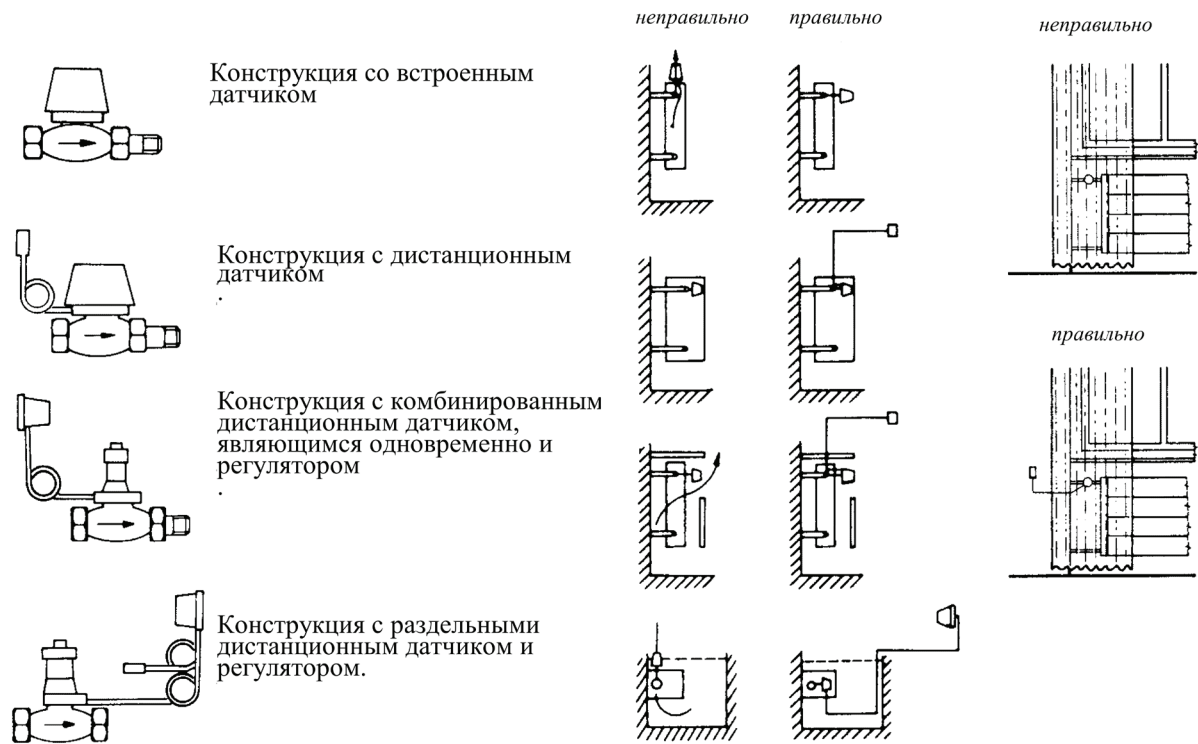 неправильно
правильно
неправильно
Конструкция со встроенным
датчиком
Конструкция с дистанционным
датчиком
.
правильно
Конструкция с комбинированным
дистанционным датчиком,
являющимся одновременно и
регулятором
.
Конструкция с раздельными
дистанционным датчиком и
регулятором.